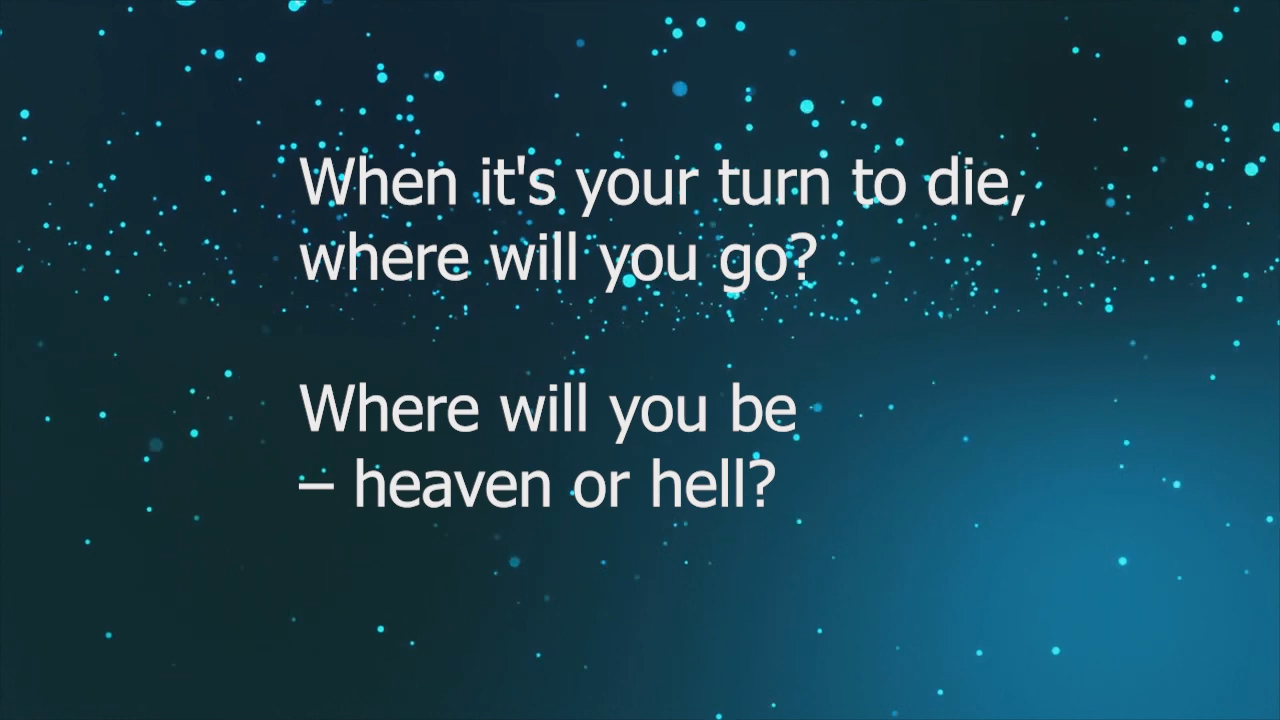 When it's your turn to die,
where will you go?
Where will you be
– heaven or hell?